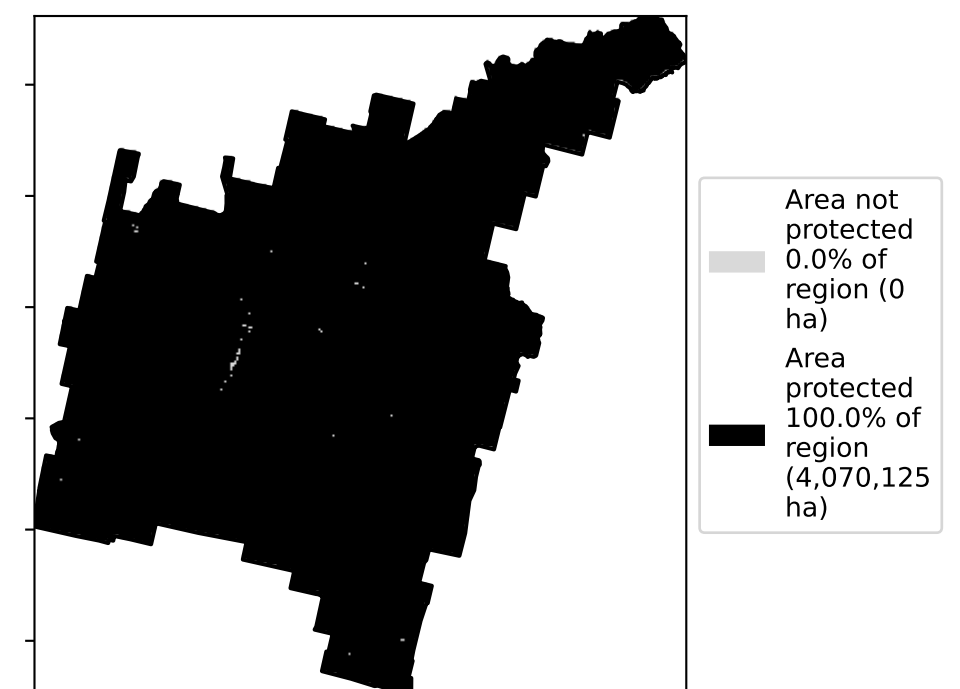 Area not
protected
0.0% of
region (0
ha)
Area
protected
100.0% of
region
(4,070,125
ha)